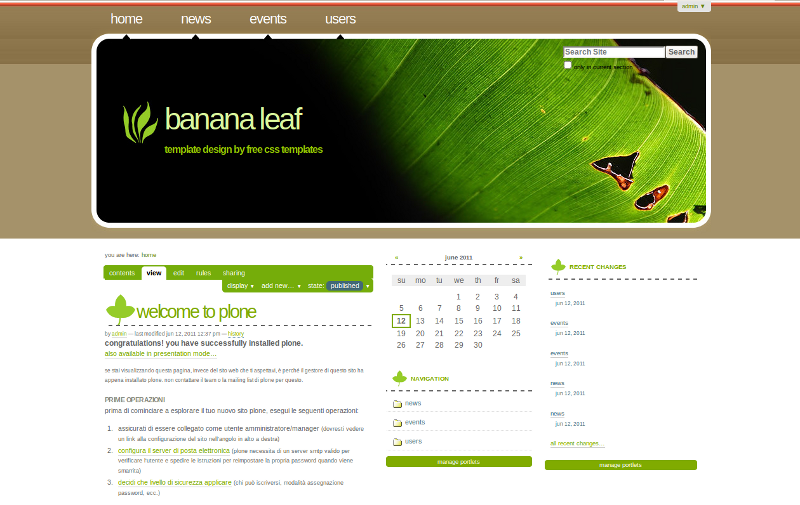 admin ▼
home news events users
Search Site Search
only in current section
banana leaf
template design by free css templates
you are here: home
contents view edit rules sharing
display ▼ add new… ▼ state: published ▼
welcome to plone
by admin — last modified jun 12, 2011 12:37 pm — history
congratulations! you have successfully installed plone.
also available in presentation mode…
se stai visualizzando questa pagina, invece del sito web che ti aspettavi, è perché il gestore di questo sito ha
appena installato plone. non contattare il team o la mailing list di plone per questo.
PRIME OPERAZIONI
prima di cominciare a esplorare il tuo nuovo sito plone, esegui le seguenti operazioni:
1. assicurati di essere collegato come utente amministratore/manager (dovresti vedere
un link alla configurazione del sito nell'angolo in alto a destra)
2. configura il server di posta elettronica (plone necessita di un server smtp valido per
verificare l'utente e spedire le istruzioni per reimpostare la propria password quando viene
smarrita)
3. decidi che livello di sicurezza applicare (chi può iscriversi, modalità assegnazione
password, ecc.)
« june 2011 »
su mo tu we th fr sa
1 2 3 4
5 6 7 8 9 10 11
12 13 14 15 16 17 18
19 20 21 22 23 24 25
26 27 28 29 30
NAVIGATION
news
events
users
manage portlets
RECENT CHANGES
users
jun 12, 2011
events
jun 12, 2011
events
jun 12, 2011
news
jun 12, 2011
news
jun 12, 2011
all recent changes…
manage portlets